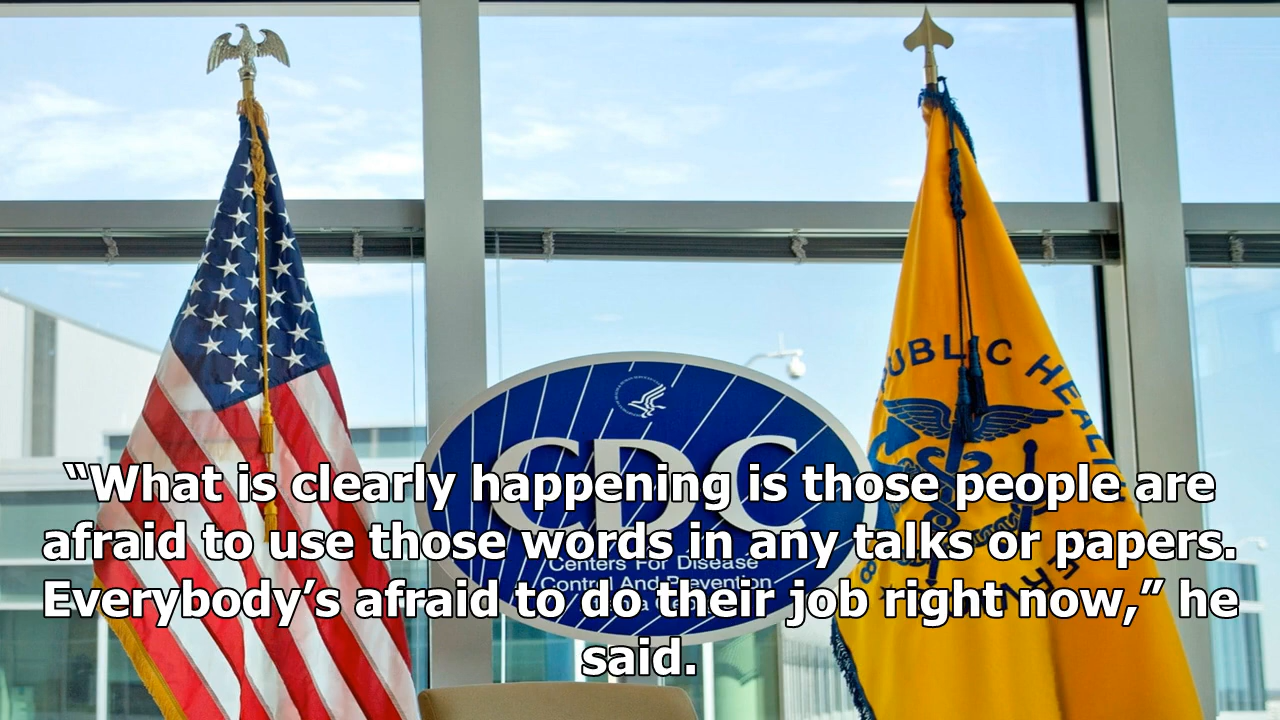 PUBLIC HEALTH
CDC
Centers For Disease
Control And Prevention
“What is clearly happening is those people are
afraid to use those words in any talks or papers.
Everybody’s afraid to do their job right now,” he
said.